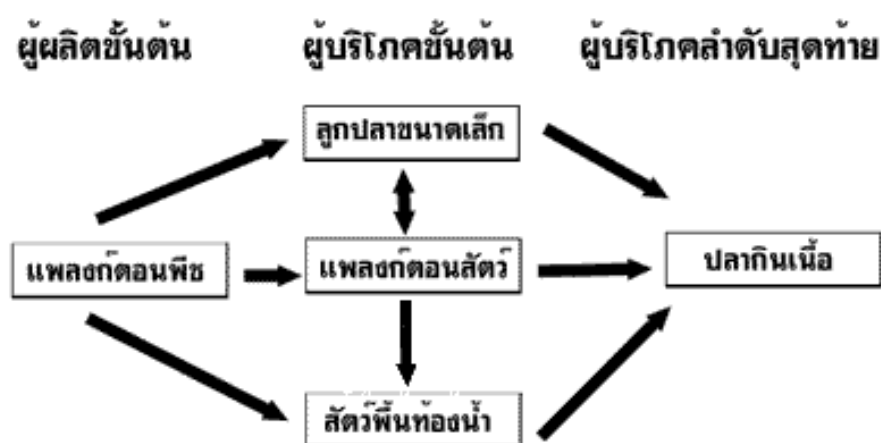 ผู้ผลิตขั้นต้น ผู้บริโภคขั้นต้น ผู้บริโภคลำดับสุดท้าย
ลูกปลาขนาดเล็ก
แพลงก์ตอนพืช แพลงก์ตอนสัตว์ ปลากินเนื้อ
สัตว์พื้นท้องน้ำ